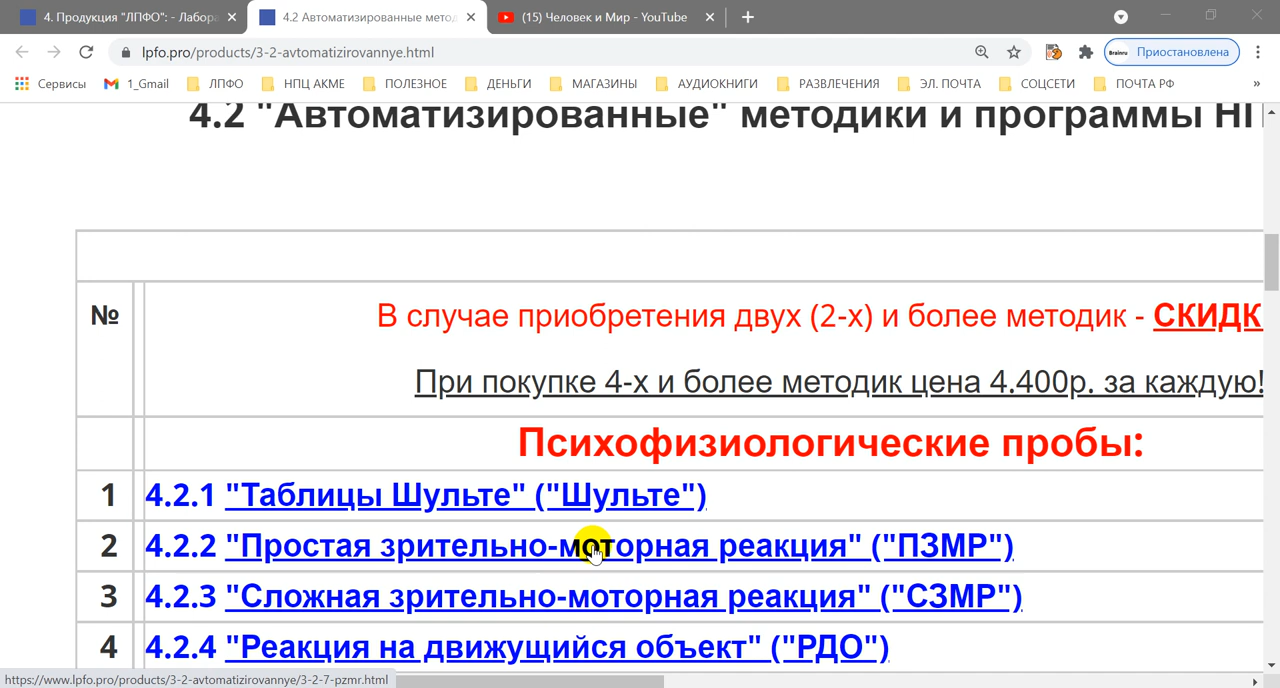 4. Продукция "ЛПФО": - Лабора
4.2 Автоматизированные метод
(15) Человек и Мир - YouTube
lpfo.pro/products/3-2-avtomatizirovannye.html
Brainru Приостановлена
Сервисы 1_Gmail ЛПФО НПЦ АКМЕ ПОЛЕЗНОЕ ДЕНЬГИ МАГАЗИНЫ АУДИОКНИГИ РАЗВЛЕЧЕНИЯ ЭЛ. ПОЧТА СОЦСЕТИ ПОЧТА РФ »
4.2 "Автоматизированные" методики и программы НП
№
В случае приобретения двух (2-х) и более методик - СКИДК
При покупке 4-х и более методик цена 4.400р. за каждую!
Психофизиологические пробы:
1 4.2.1 "Таблицы Шульте" ("Шульте")
2 4.2.2 "Простая зрительно-моторная реакция" ("ПЗМР")
3 4.2.3 "Сложная зрительно-моторная реакция" ("СЗМР")
4 4.2.4 "Реакция на движущийся объект" ("РДО")
https://www.lpfo.pro/products/3-2-avtomatizirovannye/3-2-7-pzmr.html